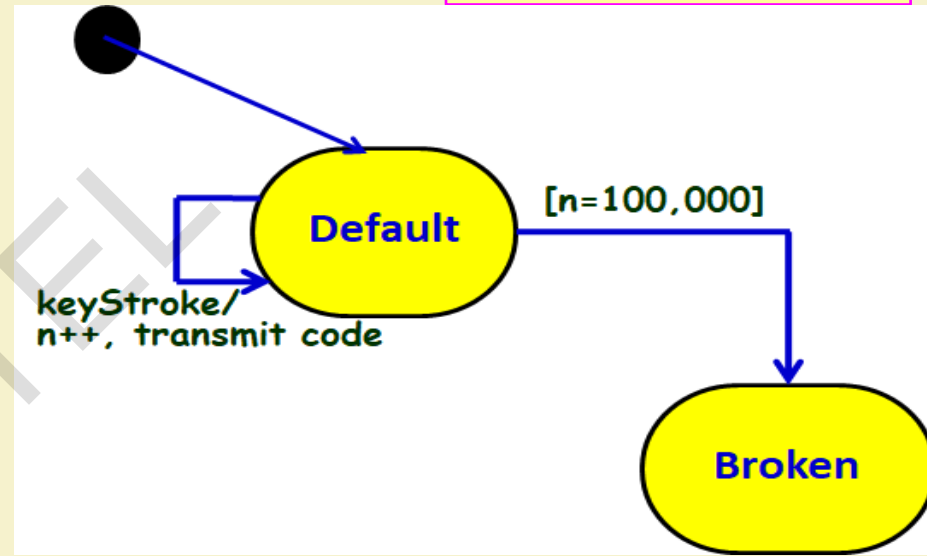 [n=100,000]
Default
keyStroke/
n++, transmit code
Broken